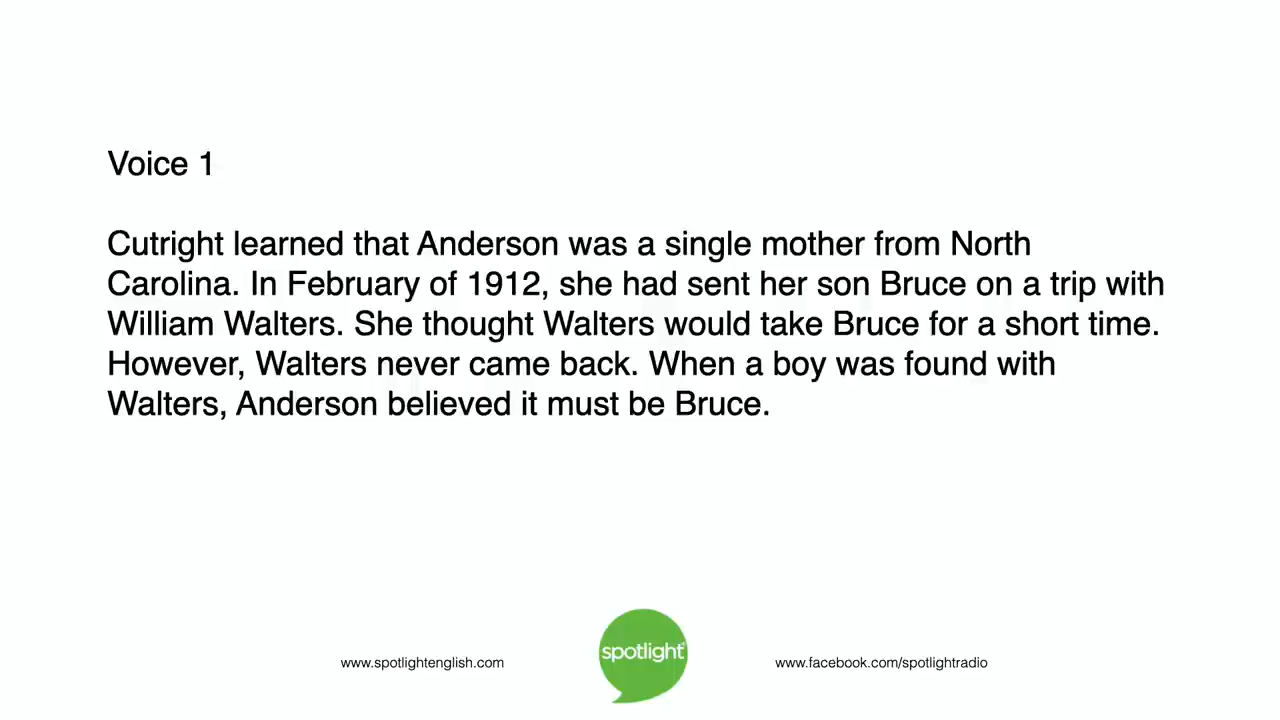 Voice 1
Cutright learned that Anderson was a single mother from North
Carolina. In February of 1912, she had sent her son Bruce on a trip with
William Walters. She thought Walters would take Bruce for a short time.
However, Walters never came back. When a boy was found with
Walters, Anderson believed it must be Bruce.
www.spotlightenglish.com
spotlight
www.facebook.com/spotlightradio